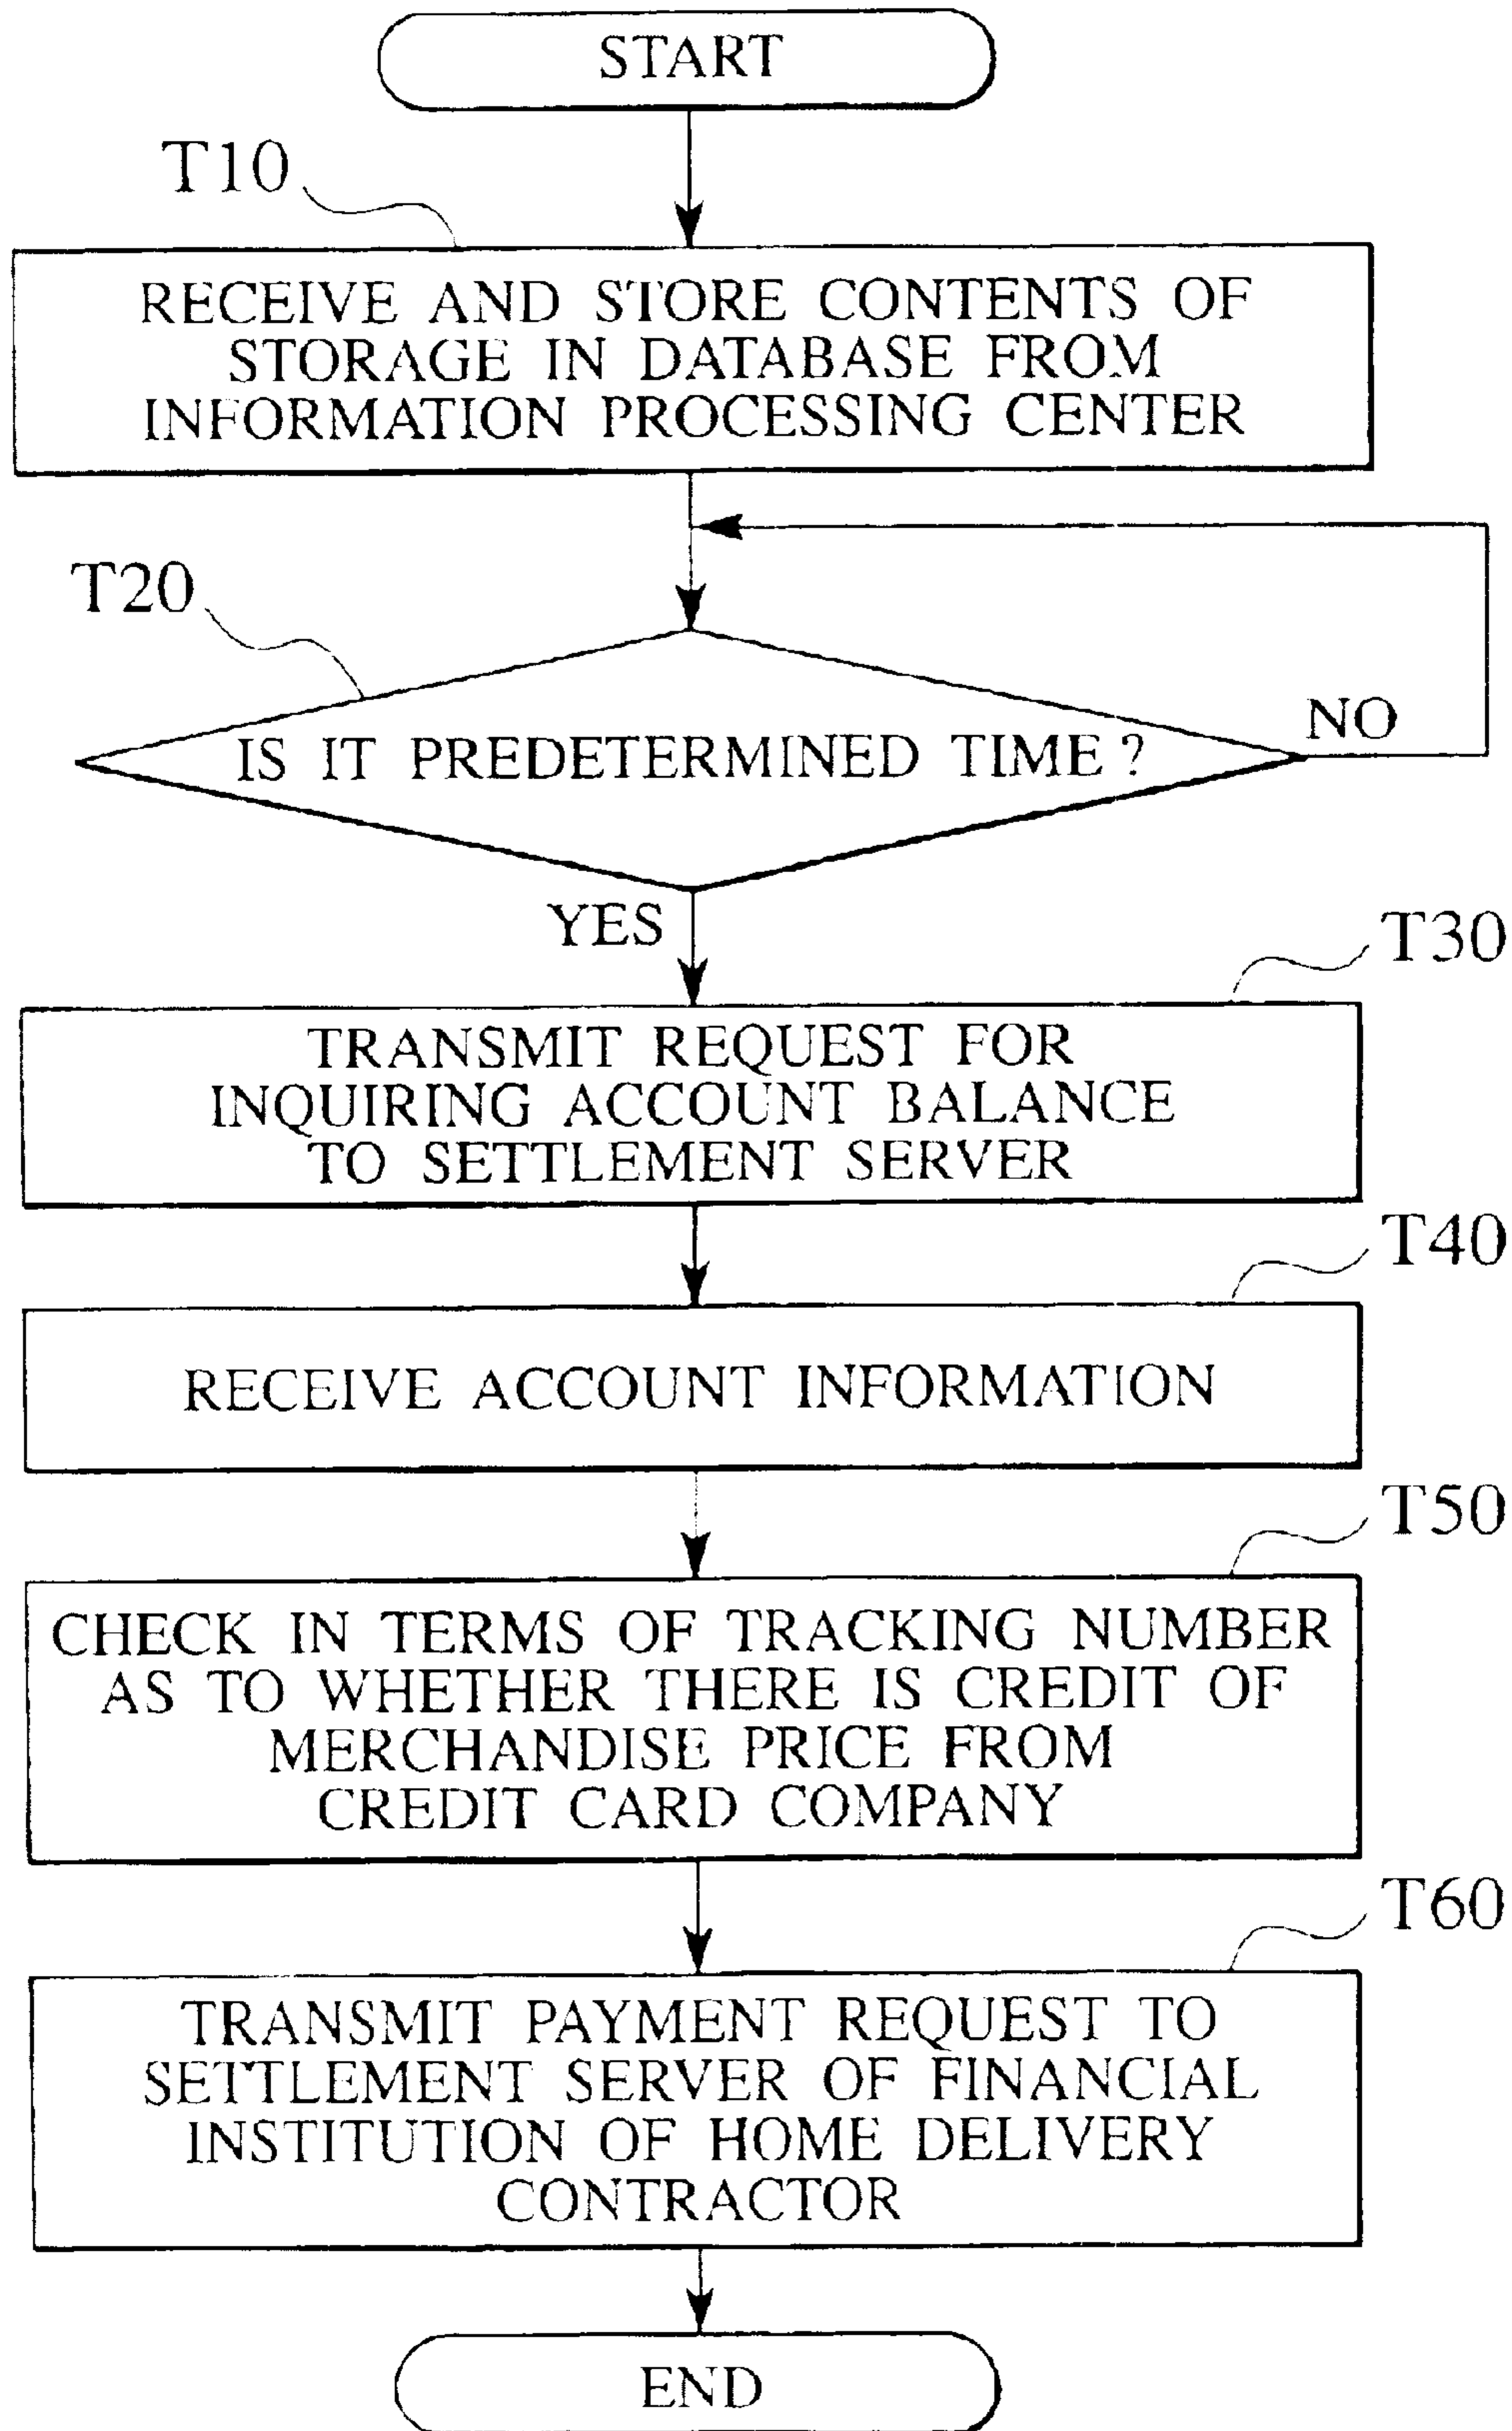 START
T10
RECEIVE AND STORE CONTENTS OF
STORAGE IN DATABASE FROM
INFORMATION PROCESSING CENTER
T20
IS IT PREDETERMINED TIME ?
NO
YES
T30
TRANSMIT REQUEST FOR
INQUIRING ACCOUNT BALANCE
TO SETTLEMENT SERVER
T40
RECEIVE ACCOUNT INFORMATION
T50
CHECK IN TERMS OF TRACKING NUMBER
AS TO WHETHER THERE IS CREDIT OF
MERCHANDISE PRICE FROM
CREDIT CARD COMPANY
T60
TRANSMIT PAYMENT REQUEST TO
SETTLEMENT SERVER OF FINANCIAL
INSTITUTION OF HOME DELIVERY
CONTRACTOR
END